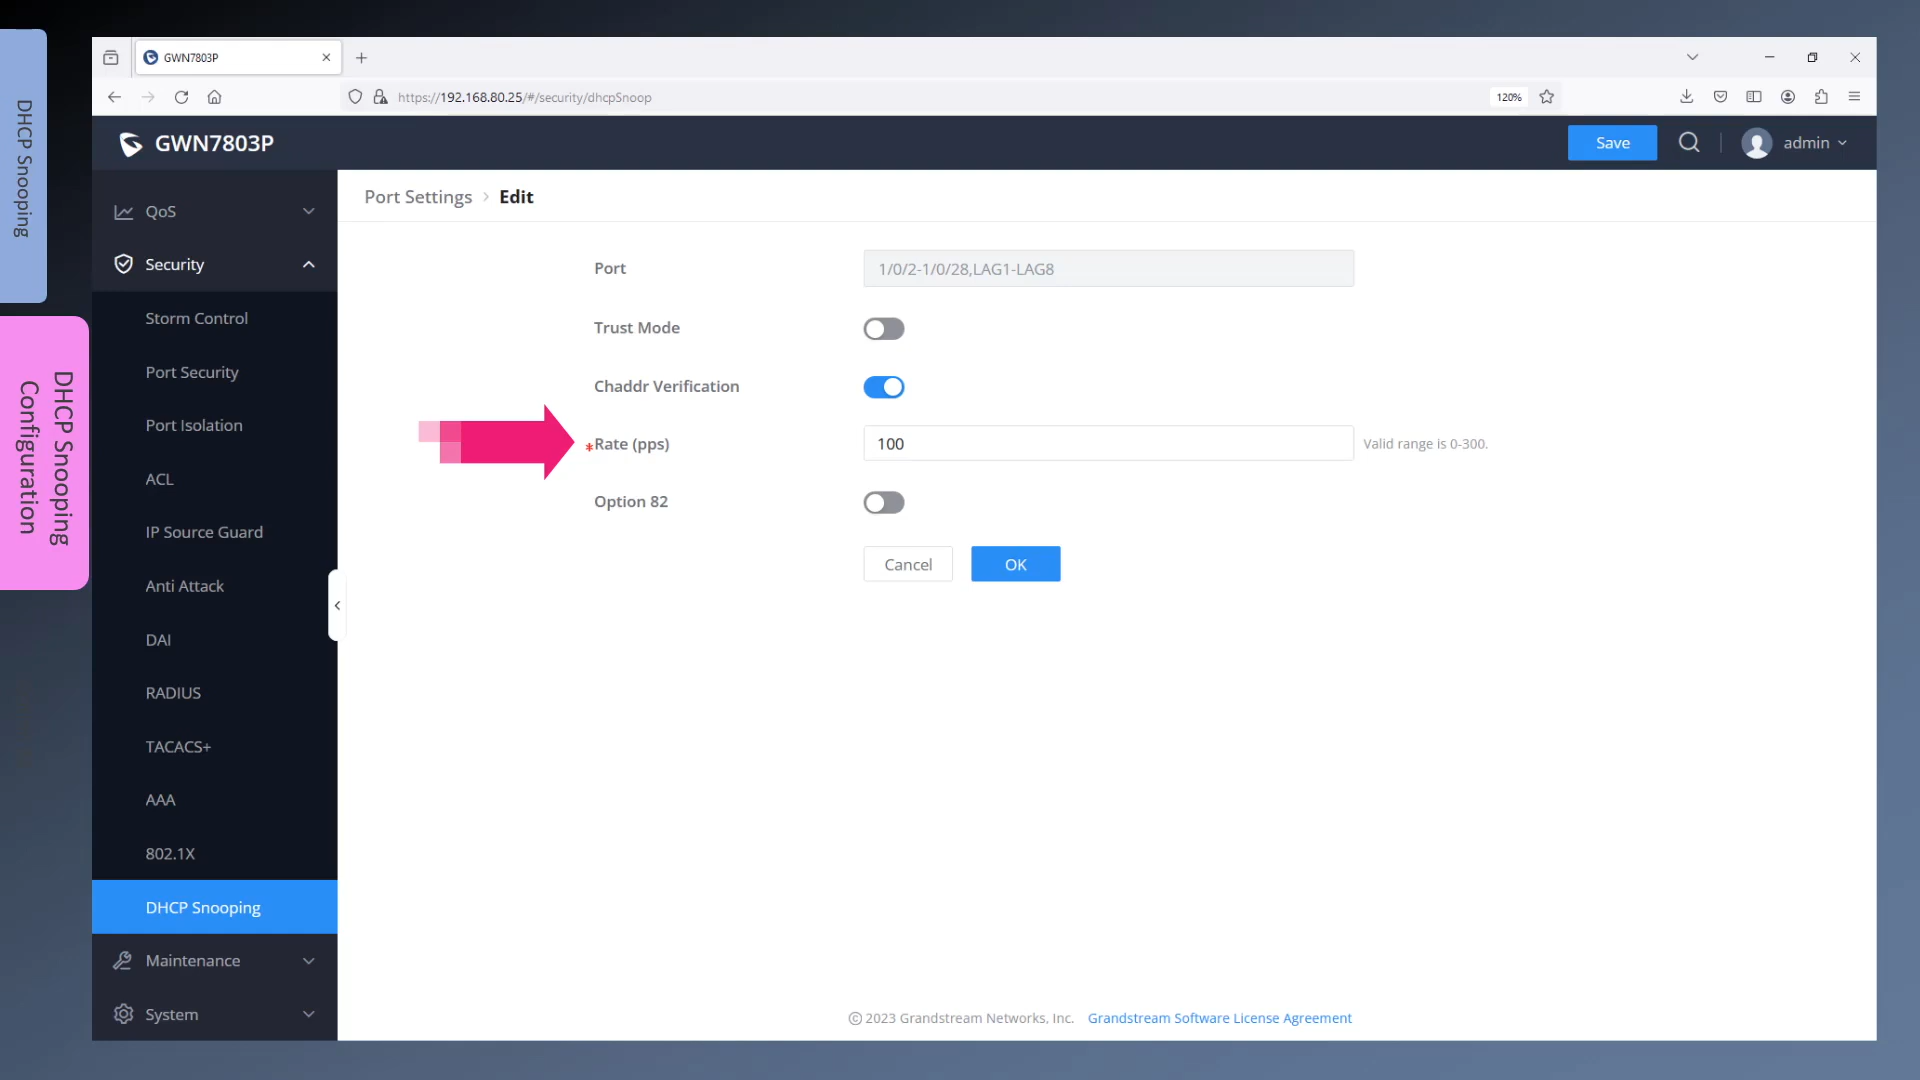 DHCP Snooping
DHCP Snooping
Configuration
GWN7803P
https://192.168.80.25/#/security/dhcpSnoop
120%
GWN7803P
Save
admin
QoS
Security
Storm Control
Port Security
Port Isolation
ACL
IP Source Guard
Anti Attack
DAI
RADIUS
TACACS+
AAA
802.1X
DHCP Snooping
Maintenance
System
Port Settings > Edit
Port
1/0/2-1/0/28,LAG1-LAG8
Trust Mode
Chaddr Verification
*Rate (pps)
100
Valid range is 0-300.
Option 82
Cancel
OK
© 2023 Grandstream Networks, Inc. Grandstream Software License Agreement